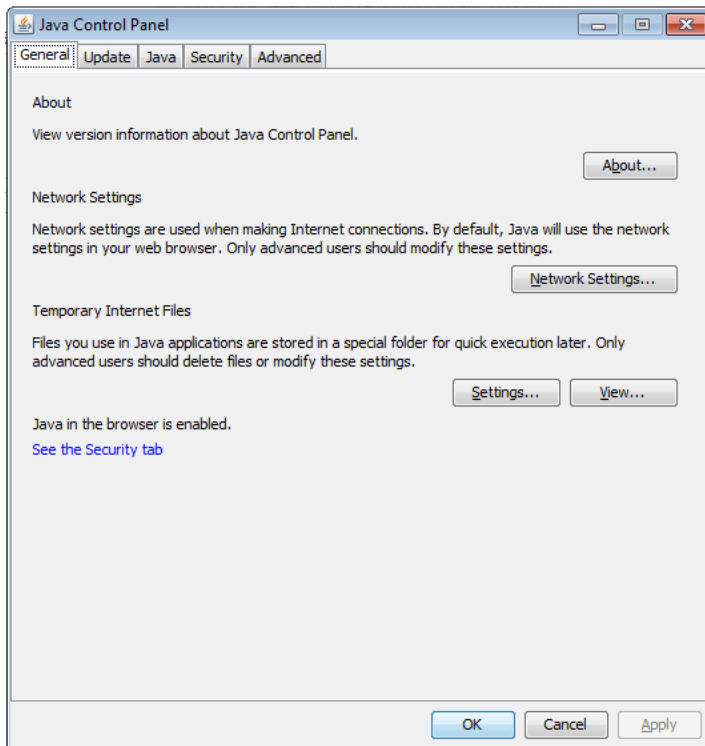 Java Control Panel
General Update Java Security Advanced
About
View version information about Java Control Panel.
About...
Network Settings
Network settings are used when making Internet connections. By default, Java will use the network
settings in your web browser. Only advanced users should modify these settings.
Network Settings...
Temporary Internet Files
Files you use in Java applications are stored in a special folder for quick execution later. Only
advanced users should delete files or modify these settings.
Settings... View...
Java in the browser is enabled.
See the Security tab
OK Cancel Apply